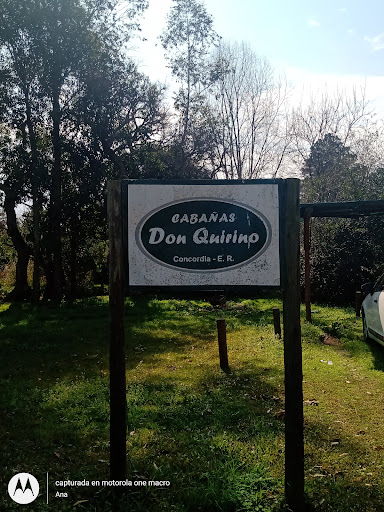 CABAÑAS
Don Quirino
Concordia - E. R.
capturada en motorola one macro
Ana